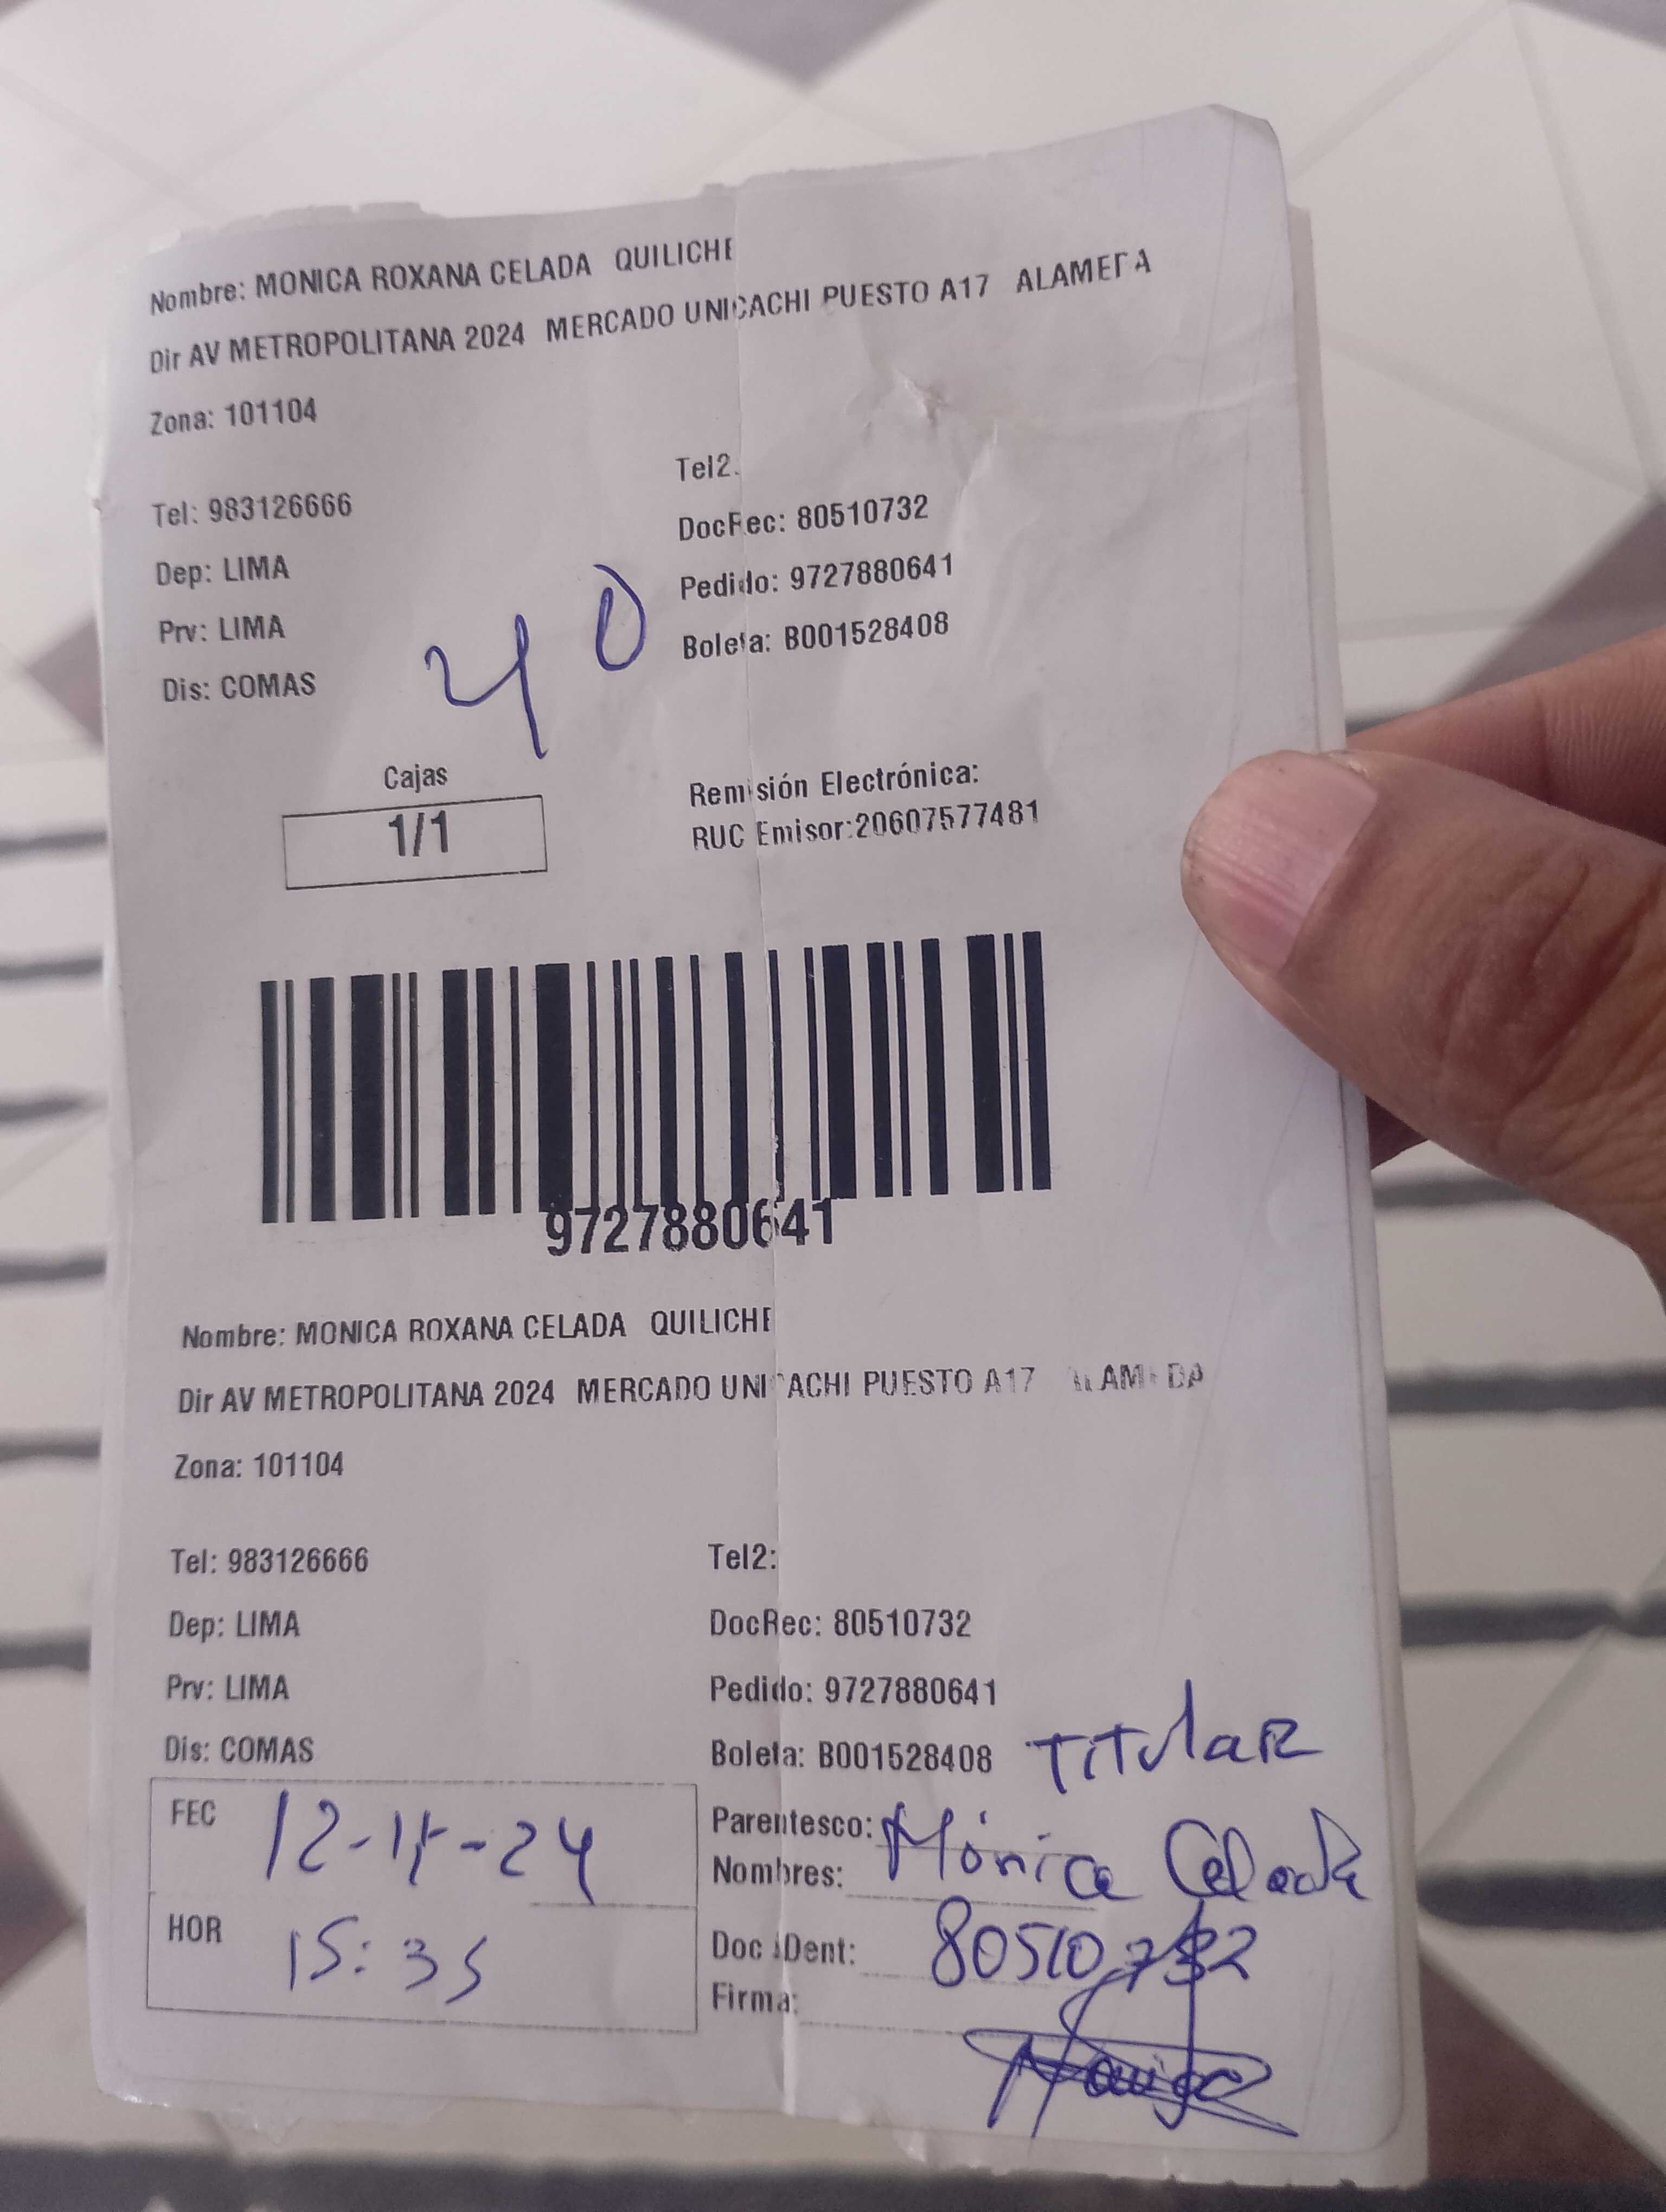 Nombre: MONICA ROXANA CELADA QUILICHE
Dir AV METROPOLITANA 2024 MERCADO UNICACHI PUESTO A17 ALAMEDA
Zona: 101104
Tel: 983126666
Tel2:
Dep: LIMA
DocRec: 80510732
Prv: LIMA
Pedido: 9727880641
Dis: COMAS
Boleta: B001528408
40
Cajas
1/1
Remisión Electrónica:
RUC Emisor:20607577481
9727880641
Nombre: MONICA ROXANA CELADA QUILICHE
Dir AV METROPOLITANA 2024 MERCADO UNICACHI PUESTO A17 ALAMEDA
Zona: 101104
Tel: 983126666 Tel2:
Dep: LIMA DocRec: 80510732
Prv: LIMA Pedido: 9727880641
Dis: COMAS Boleta: B001528408 TITulaR
FEC 12-11-24
Parentesco:
Nombres: Mónica Celada
HOR 15:35
Doc iDent: 80510732
Firma: